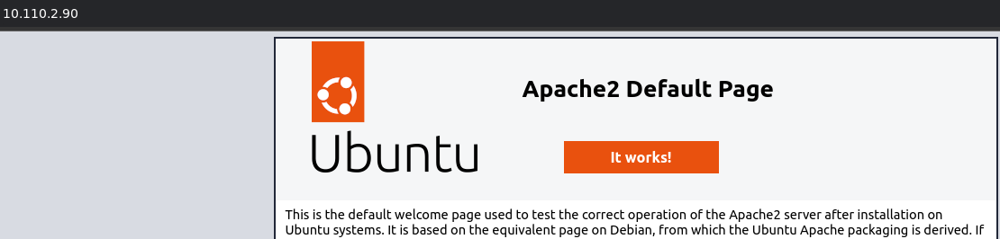 10.110.2.90
Apache2 Default Page
Ubuntu
It works!
This is the default welcome page used to test the correct operation of the Apache2 server after installation on
Ubuntu systems. It is based on the equivalent page on Debian, from which the Ubuntu Apache packaging is derived. If